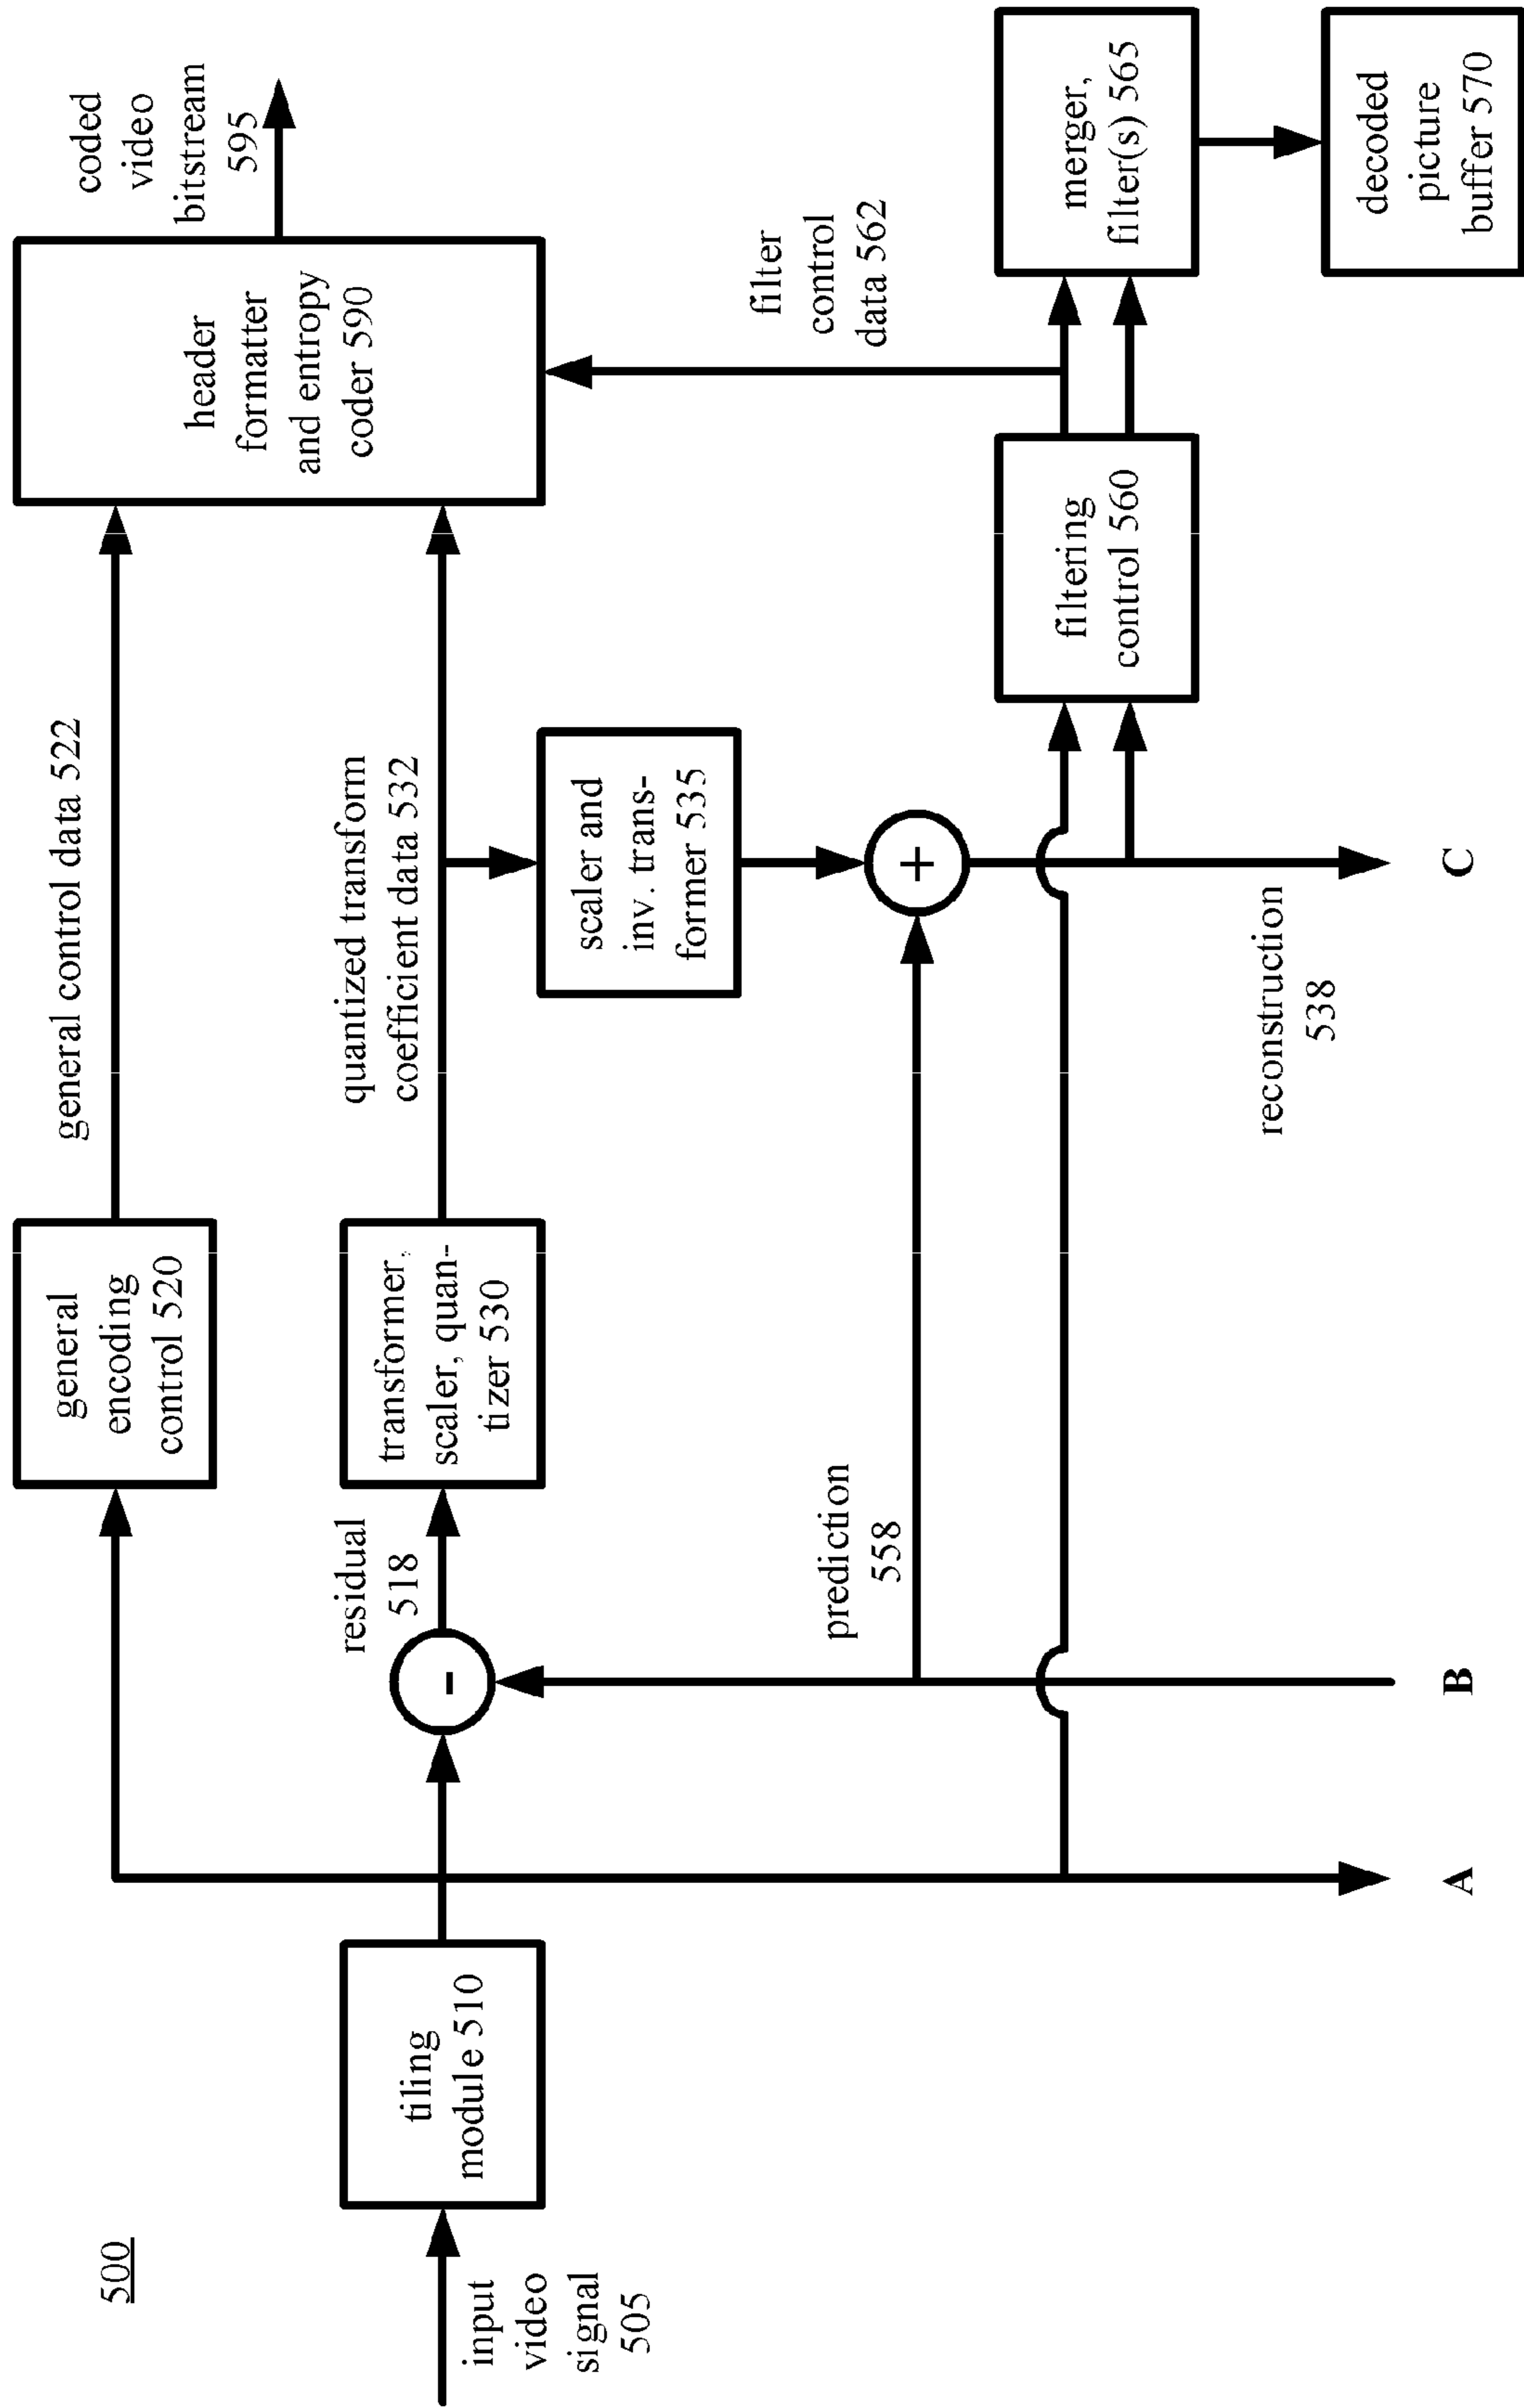 500
input
video
signal
505
tiling
module 510
general
encoding
control 520
general control data 522
residual
518
transformer,
scaler, quan-
tizer 530
quantized transform
coefficient data 532
header
formatter
and entropy
coder 590
coded
video
bitstream
595
-
scaler and
inv. trans-
former 535
prediction
558
+
filter
control
data 562
filtering
control 560
merger,
filter(s) 565
decoded
picture
buffer 570
reconstruction
538
A
B
C